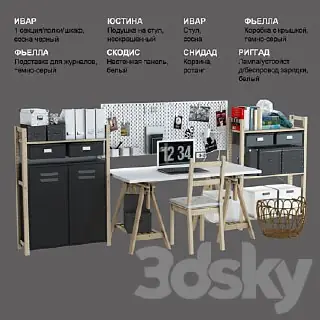 ИВАР
1 секция/полки/шкаф,
сосна черный
ЮСТИНА
Подушка на стул,
неокрашенный
ИВАР
Стул,
сосна
ФЬЕЛЛА
Коробка с крышкой,
темно-серый
ФЬЕЛЛА
Подставка для журналов,
темно-серый
СКОДИС
Настенная панель,
белый
СНИДАД
Корзина,
ротанг
РИГГАД
Лампа/устройст
д/беспровод зарядки,
белый
12 34
3dsky